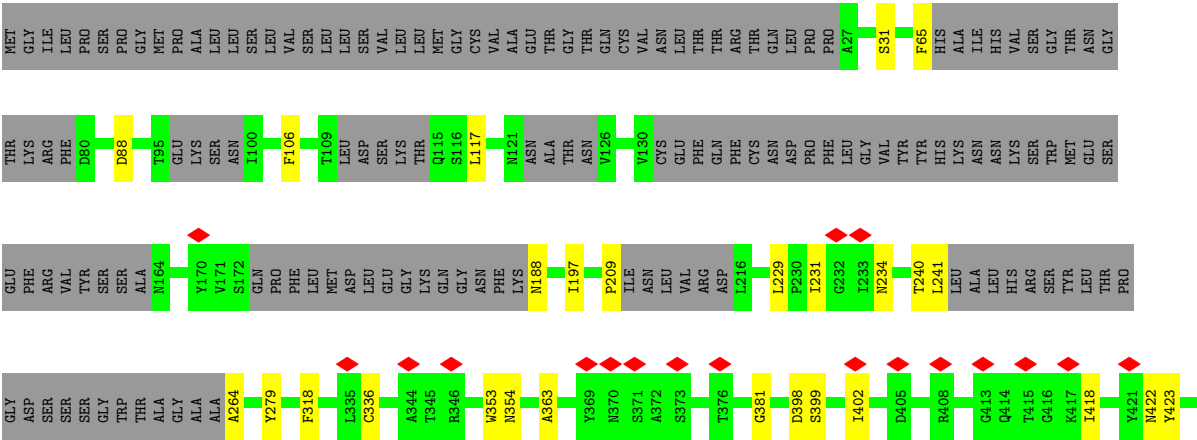 MET GLY ILE LEU PRO SER PRO GLY MET PRO ALA LEU LEU SER LEU VAL SER LEU LEU SER VAL LEU LEU MET GLY CYS VAL ALA GLU THR GLY THR GLN CYS VAL ASN LEU THR THR ARG THR GLN LEU PRO PRO A27 S31 F65 HIS ALA ILE HIS VAL SER GLY THR ASN GLY
THR LYS ARG PHE D80 D88 T95 GLU LYS SER ASN I100 F106 T109 LEU ASP SER LYS THR Q115 S116 L117 N121 ASN ALA THR ASN V126 V130 CYS GLU PHE GLN PHE CYS ASN ASP PRO PHE LEU GLY VAL TYR TYR HIS LYS ASN ASN LYS SER TRP MET GLU SER
GLU PHE ARG VAL TYR SER SER ALA N164 Y170 V171 S172 GLN PRO PHE LEU MET ASP LEU GLU GLY LYS GLN GLY ASN PHE LYS N188 I197 P209 ILE ASN LEU VAL ARG ASP L216 L229 P230 I231 G232 I233 N234 T240 L241 LEU ALA LEU HIS ARG SER TYR LEU THR PRO
GLY ASP SER SER SER GLY TRP THR ALA GLY ALA ALA A264 Y279 F318 L335 C336 A344 T345 R346 W353 N354 A363 Y369 N370 S371 A372 S373 T376 G381 D398 S399 I402 D405 R408 G413 Q414 T415 G416 K417 I418 Y421 N422 Y423